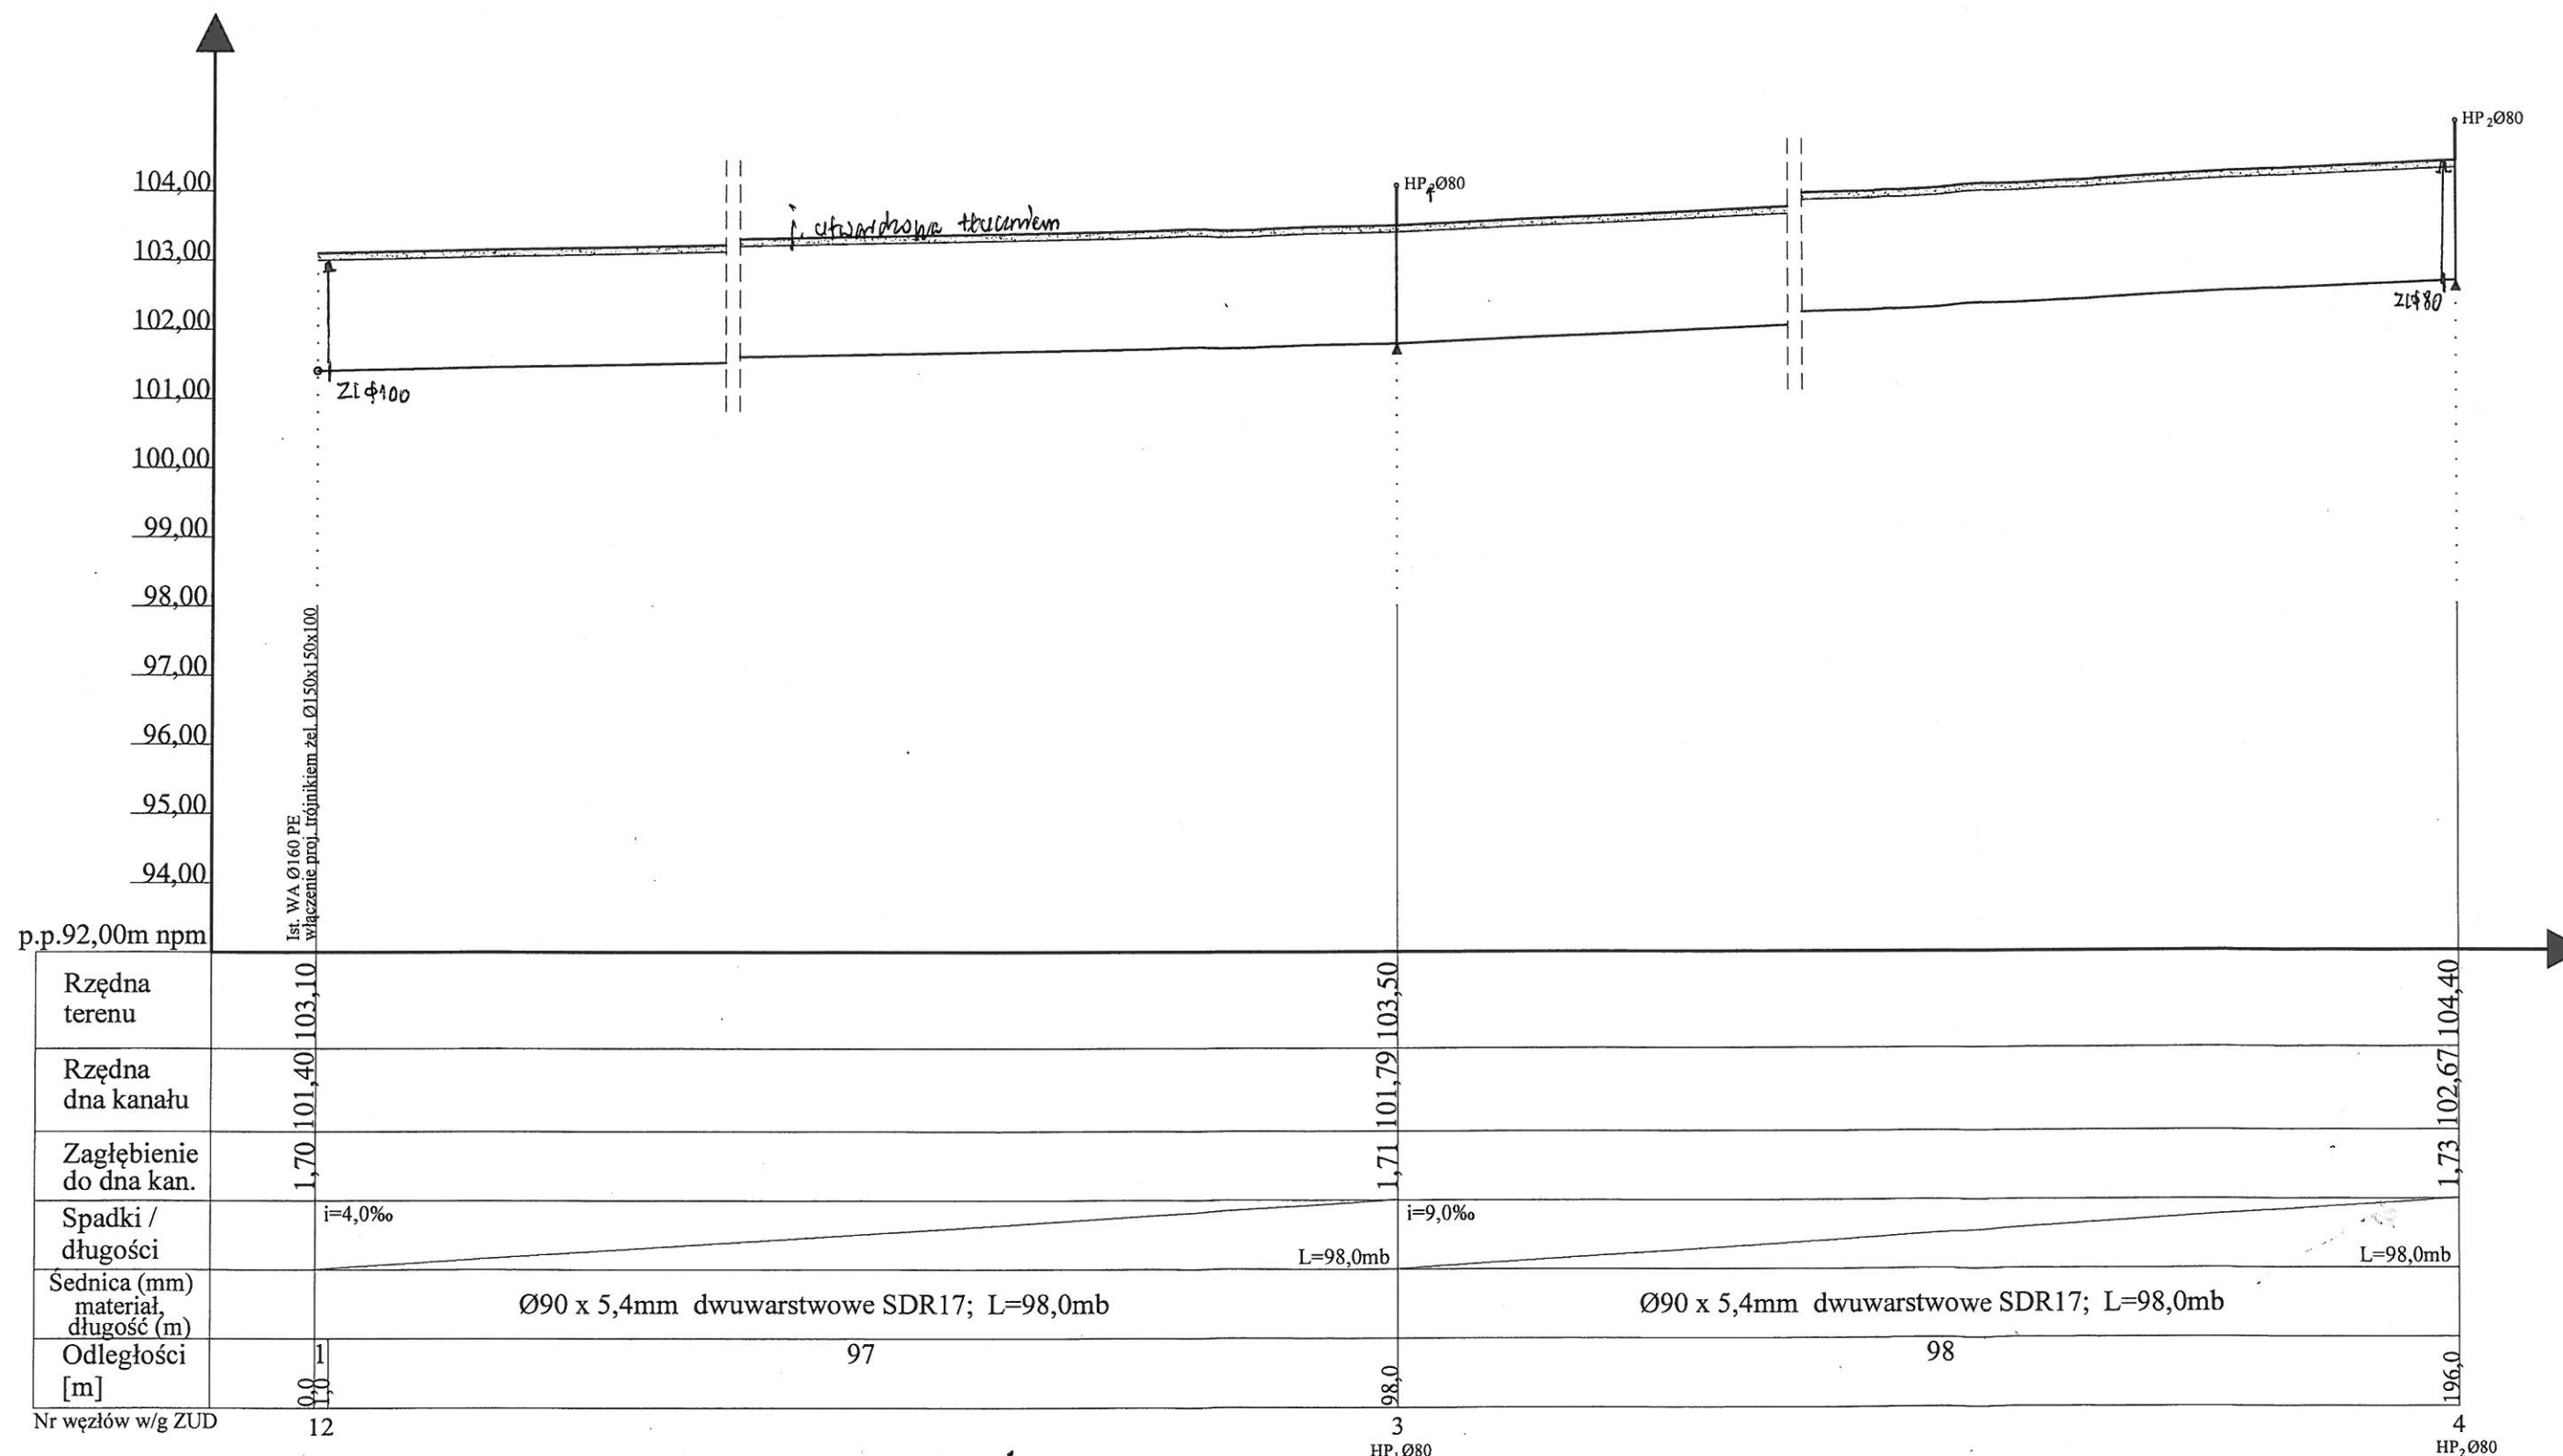 HP₂Ø80
HP₁Ø80
104,00
103,00
102,00
101,00
100,00
99,00
98,00
97,00
96,00
95,00
94,00
p.p.92,00m npm
j. utwardzona tłuczniem
ZIϕ100
ZIϕ80
Ist. WA Ø160 PE
włączenie proj. trójnikiem żel. Ø150x150x100
Rzędna
terenu
103,10
103,50
104,40
Rzędna
dna kanału
101,40
101,79
102,67
Zagłębienie
do dna kan.
1,70
1,71
1,73
Spadki /
długości
i=4,0‰
L=98,0mb
i=9,0‰
L=98,0mb
Śednica (mm)
materiał,
długość (m)
Ø90 x 5,4mm dwuwarstwowe SDR17; L=98,0mb
Ø90 x 5,4mm dwuwarstwowe SDR17; L=98,0mb
Odległości
[m]
1
97
98
0,0
1,0
98,0
196,0
Nr węzłów w/g ZUD
12
3
4
HP₁Ø80
HP₂Ø80